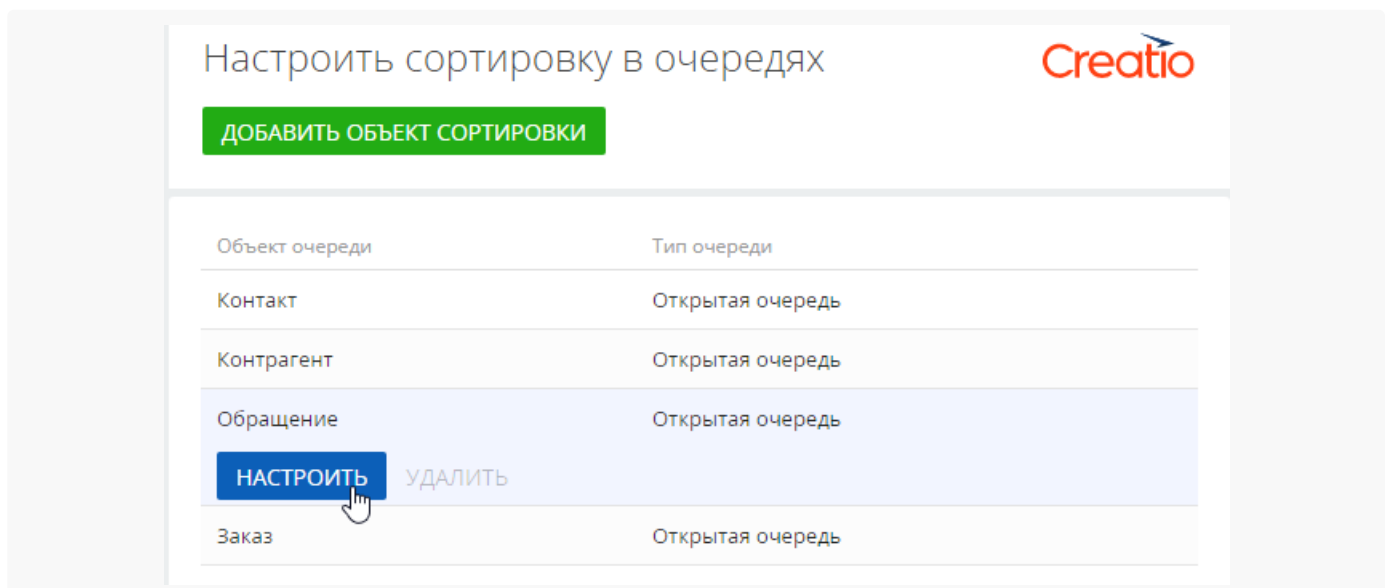 Настроить сортировку в очередях
Creatio
ДОБАВИТЬ ОБЪЕКТ СОРТИРОВКИ
Объект очереди Тип очереди
Контакт Открытая очередь
Контрагент Открытая очередь
Обращение Открытая очередь
НАСТРОИТЬ УДАЛИТЬ
Заказ Открытая очередь